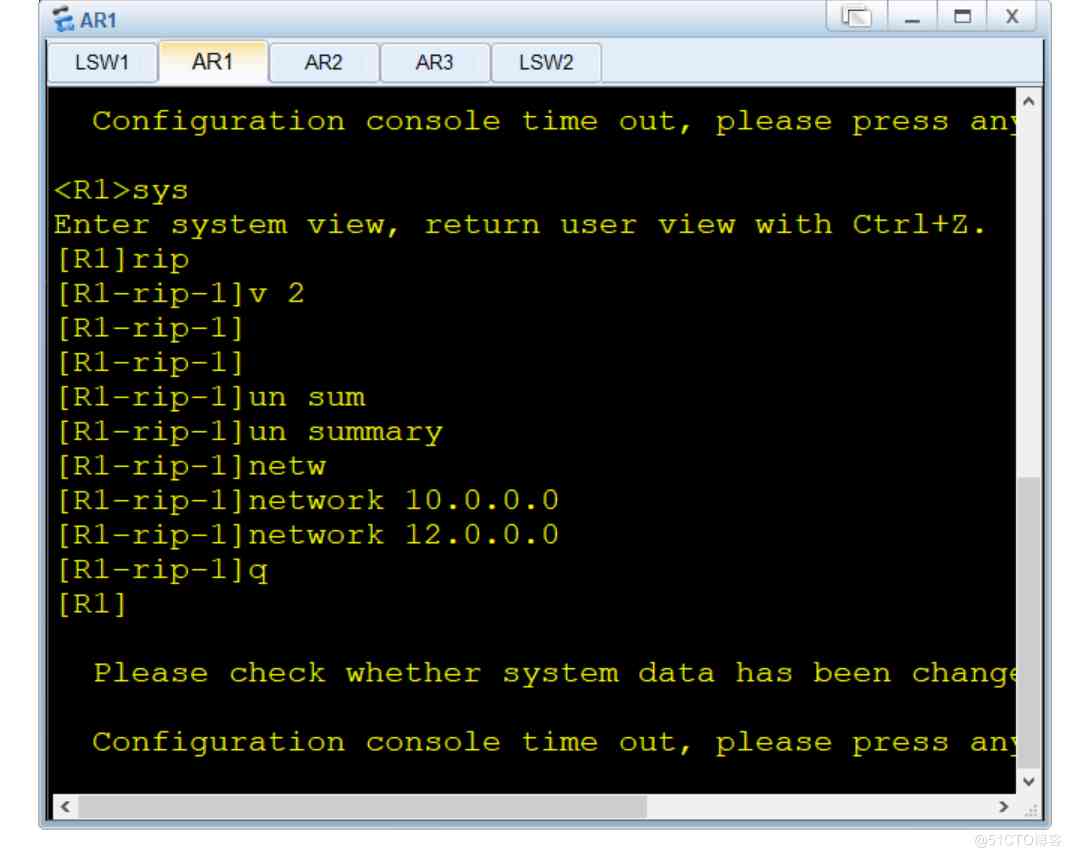 AR1
LSW1 AR1 AR2 AR3 LSW2
Configuration console time out, please press any
<R1>sys
Enter system view, return user view with Ctrl+Z.
[R1]rip
[R1-rip-1]v 2
[R1-rip-1]
[R1-rip-1]
[R1-rip-1]un sum
[R1-rip-1]un summary
[R1-rip-1]netw
[R1-rip-1]network 10.0.0.0
[R1-rip-1]network 12.0.0.0
[R1-rip-1]q
[R1]
Please check whether system data has been change
Configuration console time out, please press any
@51CTO博客